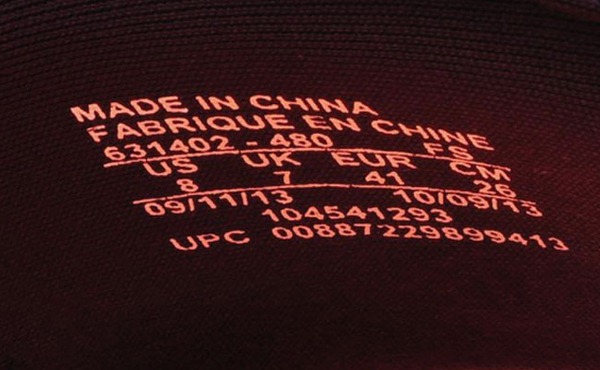 MADE IN CHINA
FABRIQUE EN CHINE
631402 - 480 FS
US UK EUR CM
8 7 41 26
09/11/13 10/09/13
104541293
UPC 00887229899413